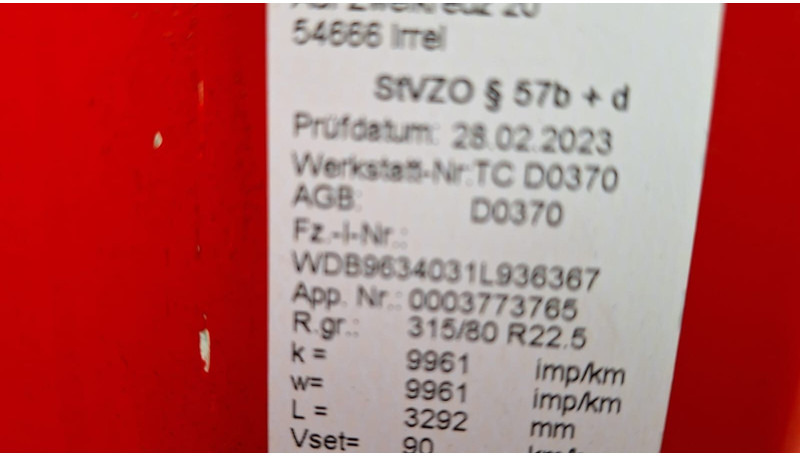 54666 Irrel
StVZO § 57b + d
Prüfdatum: 28.02.2023
Werkstatt-Nr:TC D0370
AGB: D0370
Fz.-I-Nr.:
WDB9634031L936367
App. Nr.: 0003773765
R.gr.: 315/80 R22.5
k = 9961 imp/km
w= 9961 imp/km
L = 3292 mm
Vset= 90